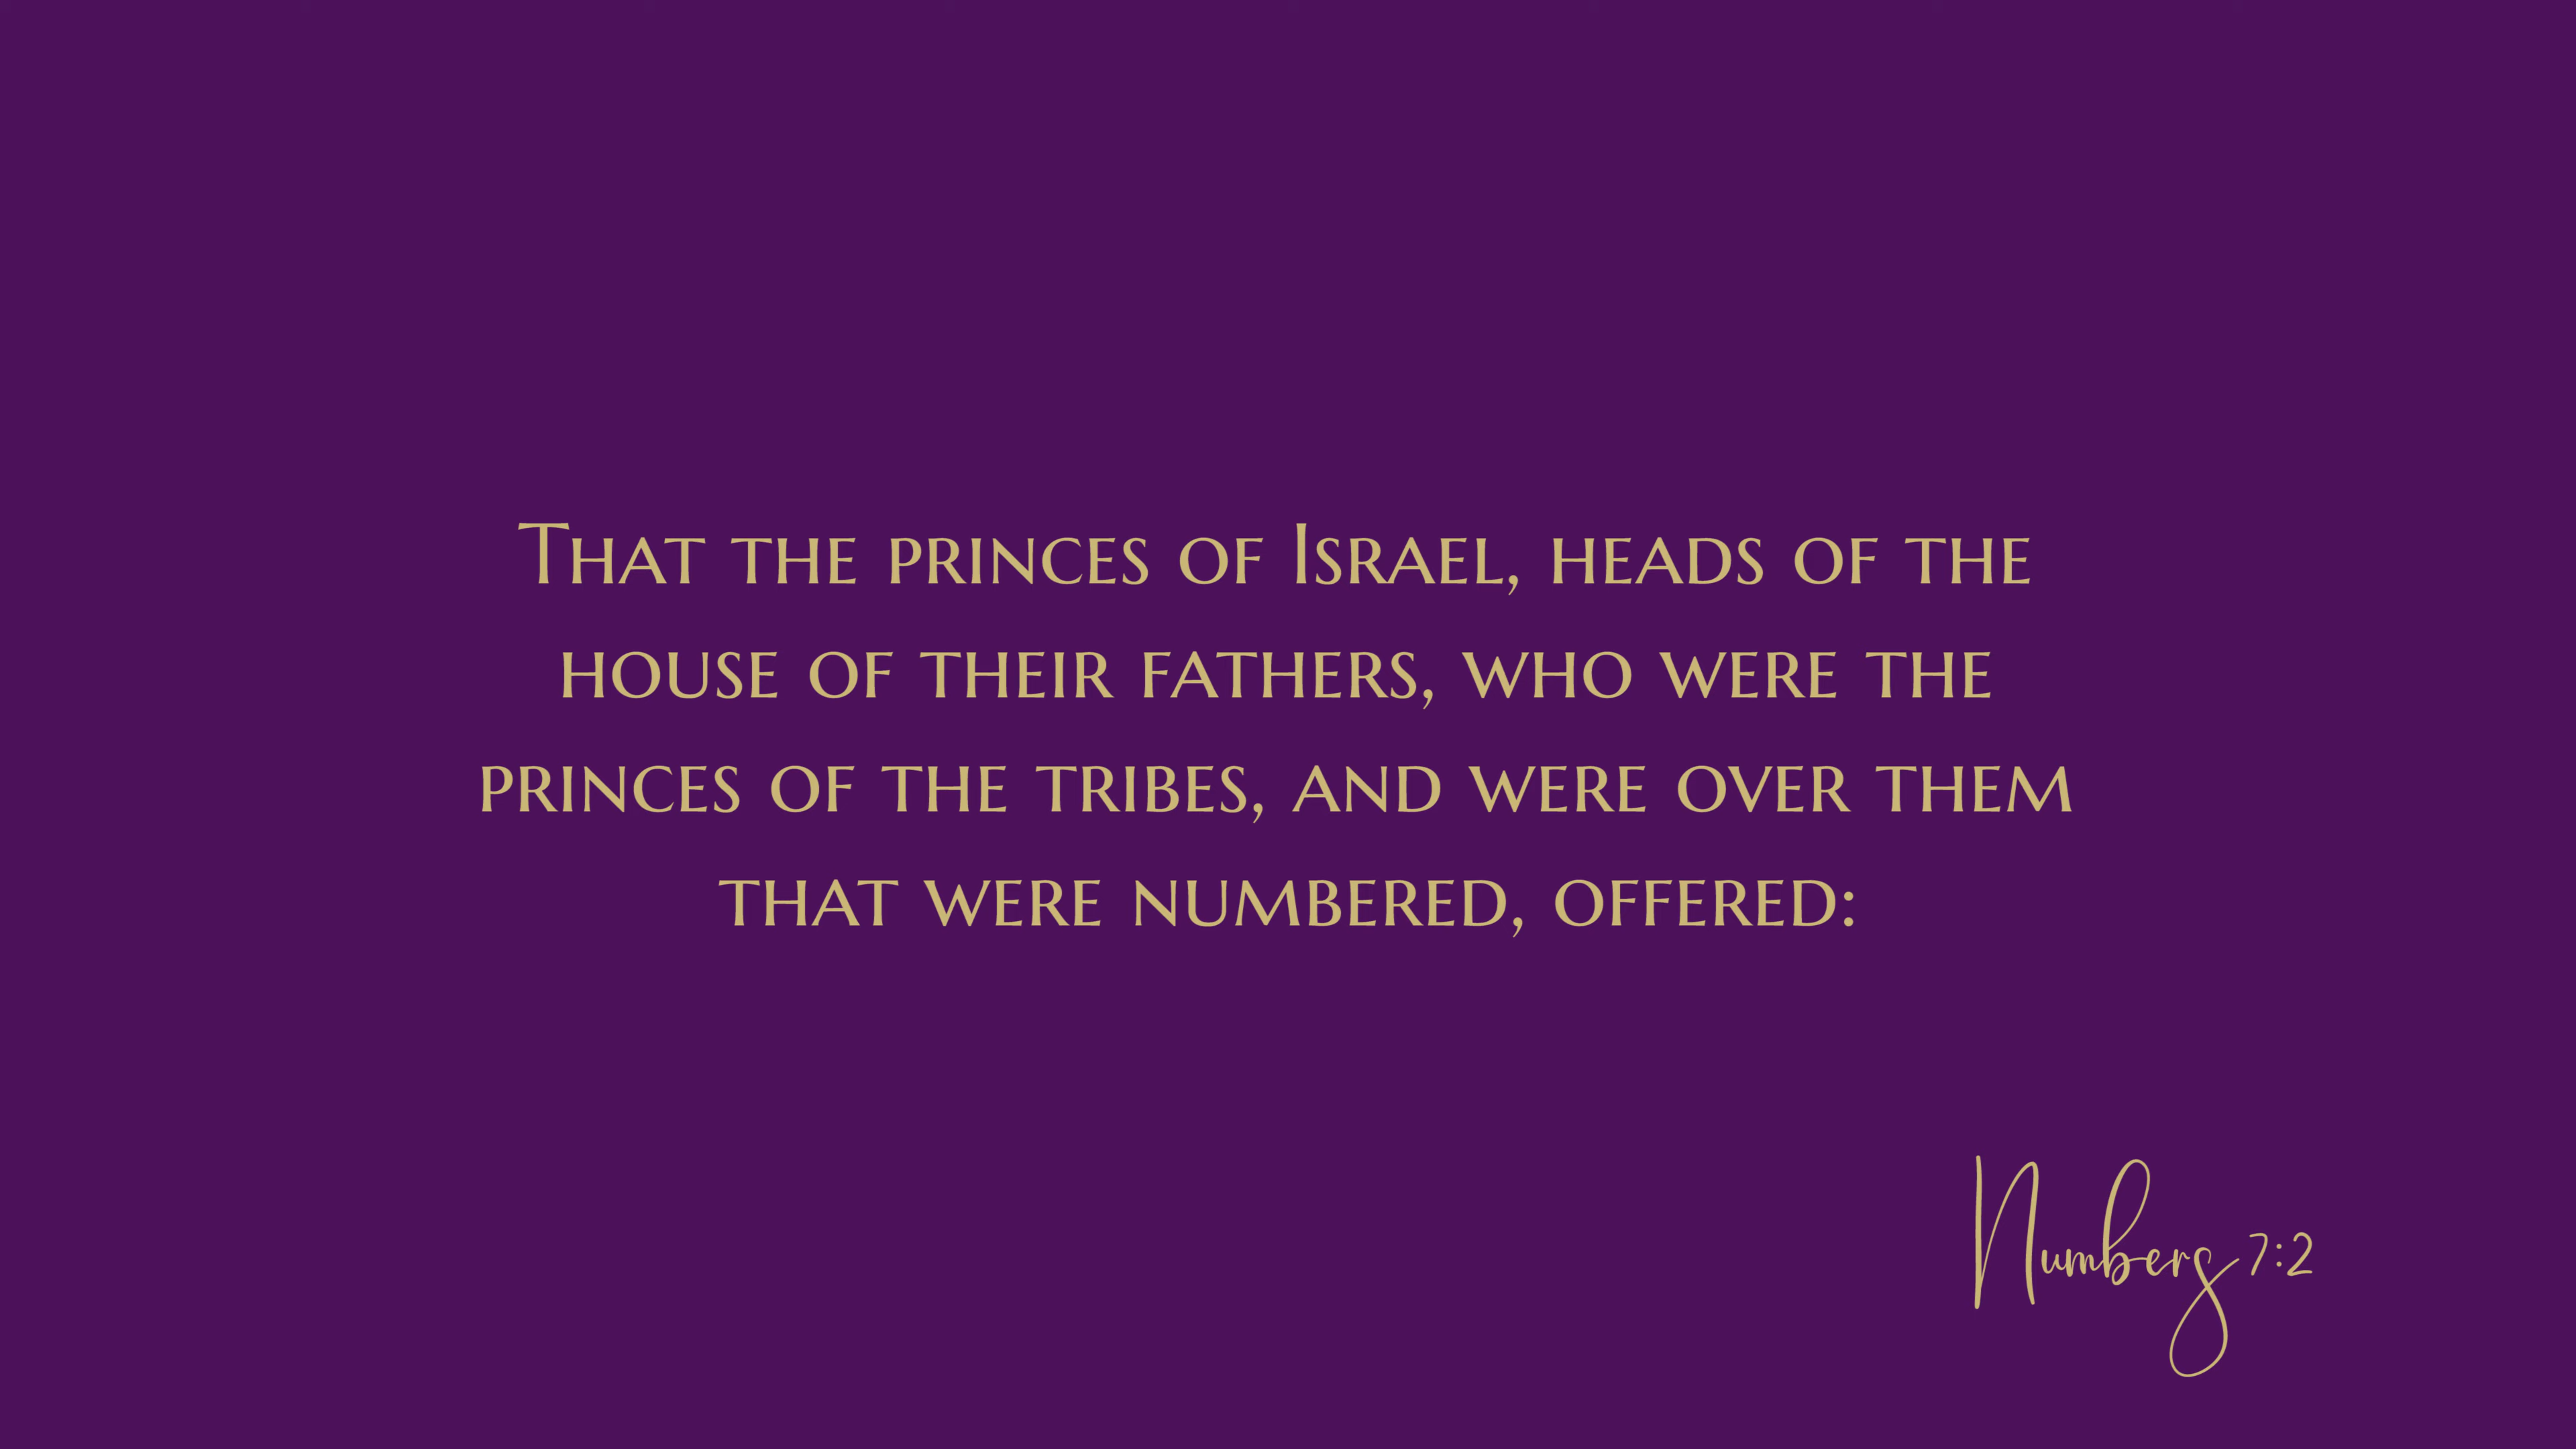 That the princes of Israel, heads of the
house of their fathers, who were the
princes of the tribes, and were over them
that were numbered, offered:
Numbers 7:2